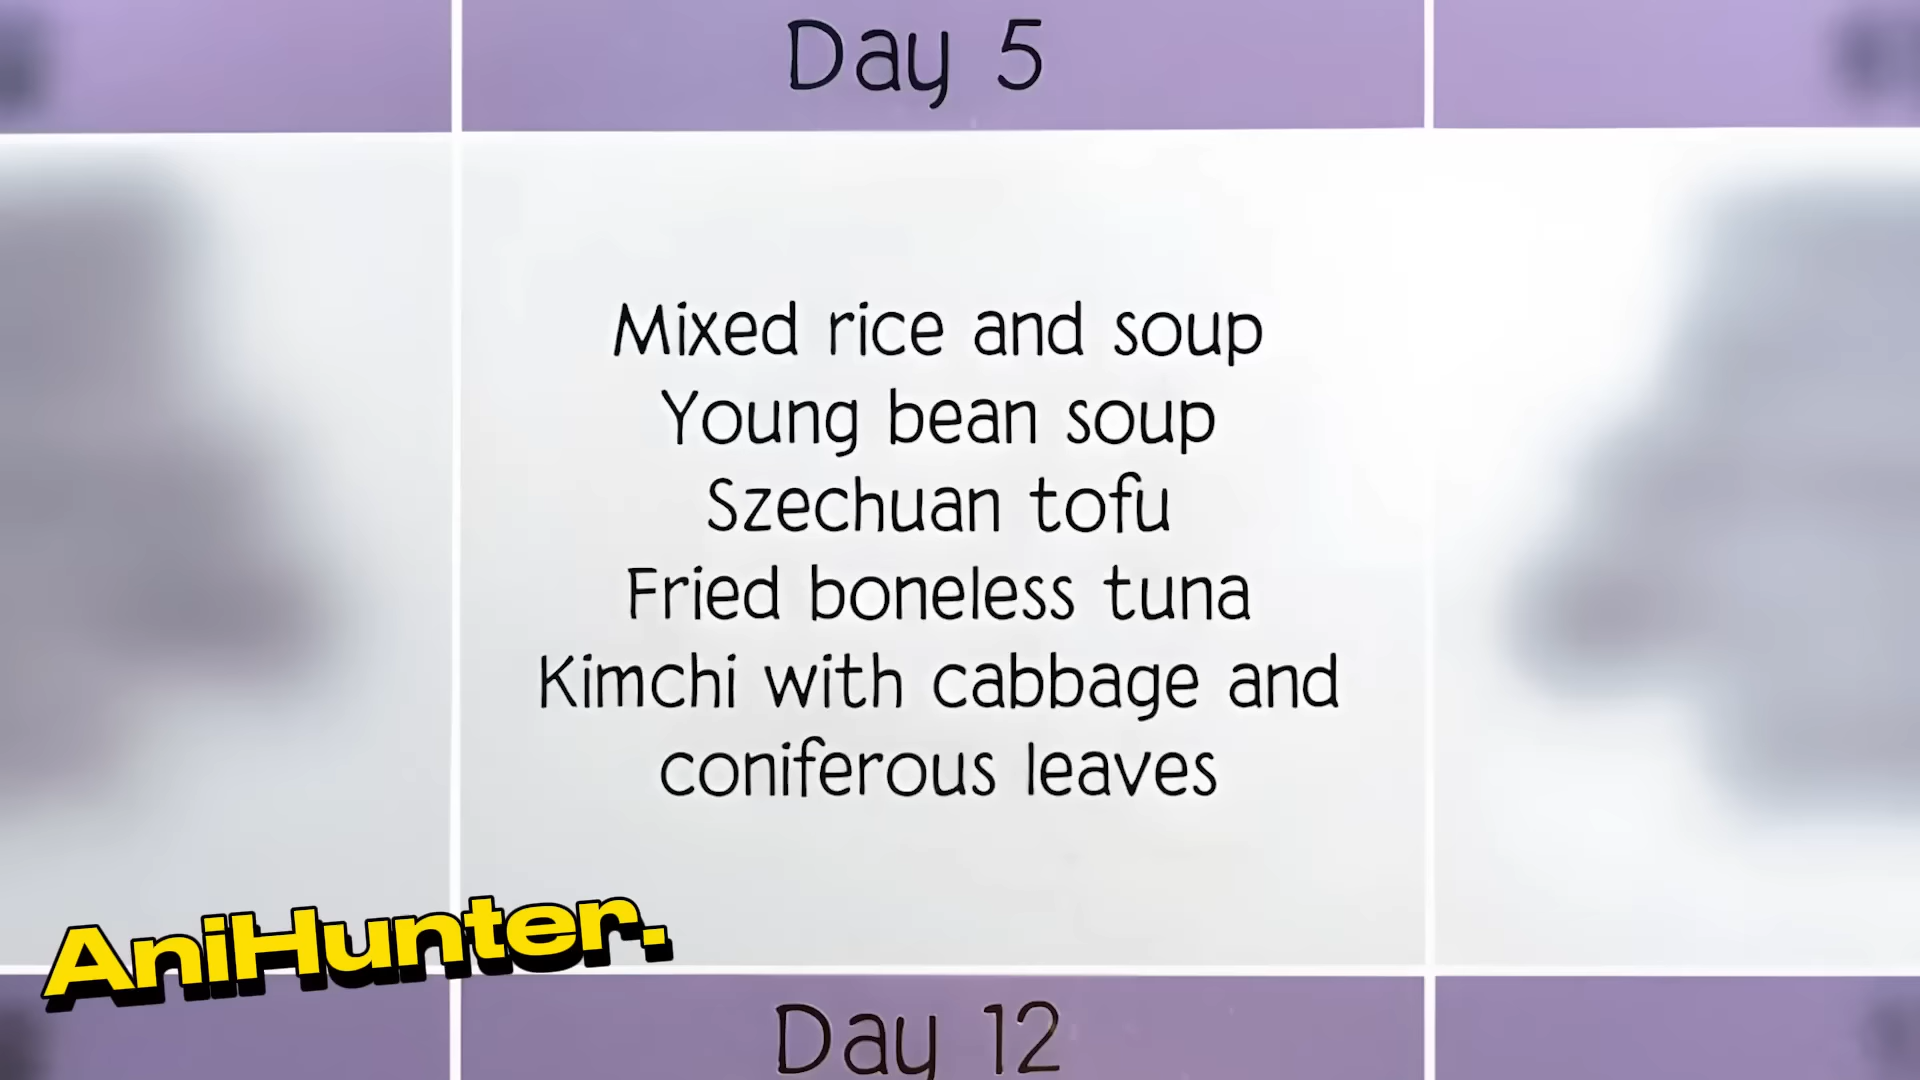 Day 5
Mixed rice and soup
Young bean soup
Szechuan tofu
Fried boneless tuna
Kimchi with cabbage and
coniferous leaves
AniHunter.
Day 12